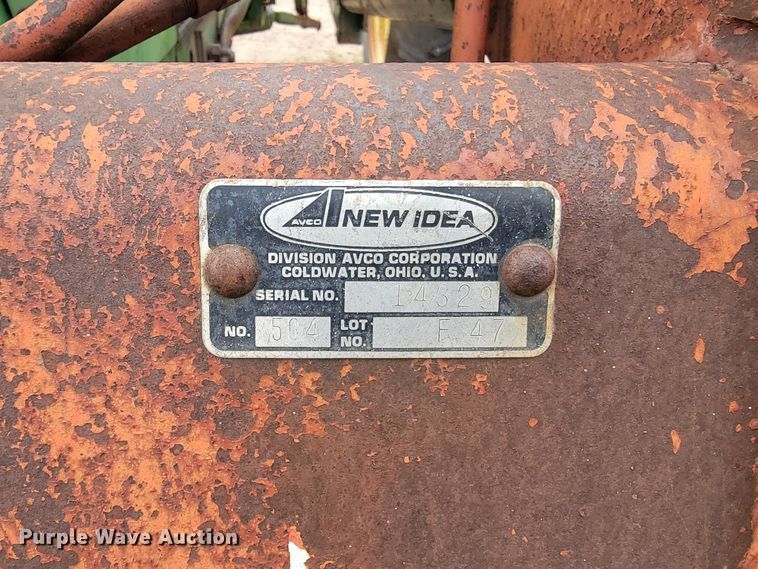 AVCO NEW IDEA
DIVISION AVCO CORPORATION
COLDWATER, OHIO, U.S.A.
SERIAL NO. 14329
NO. 504 LOT NO. F 47
Purple Wave Auction